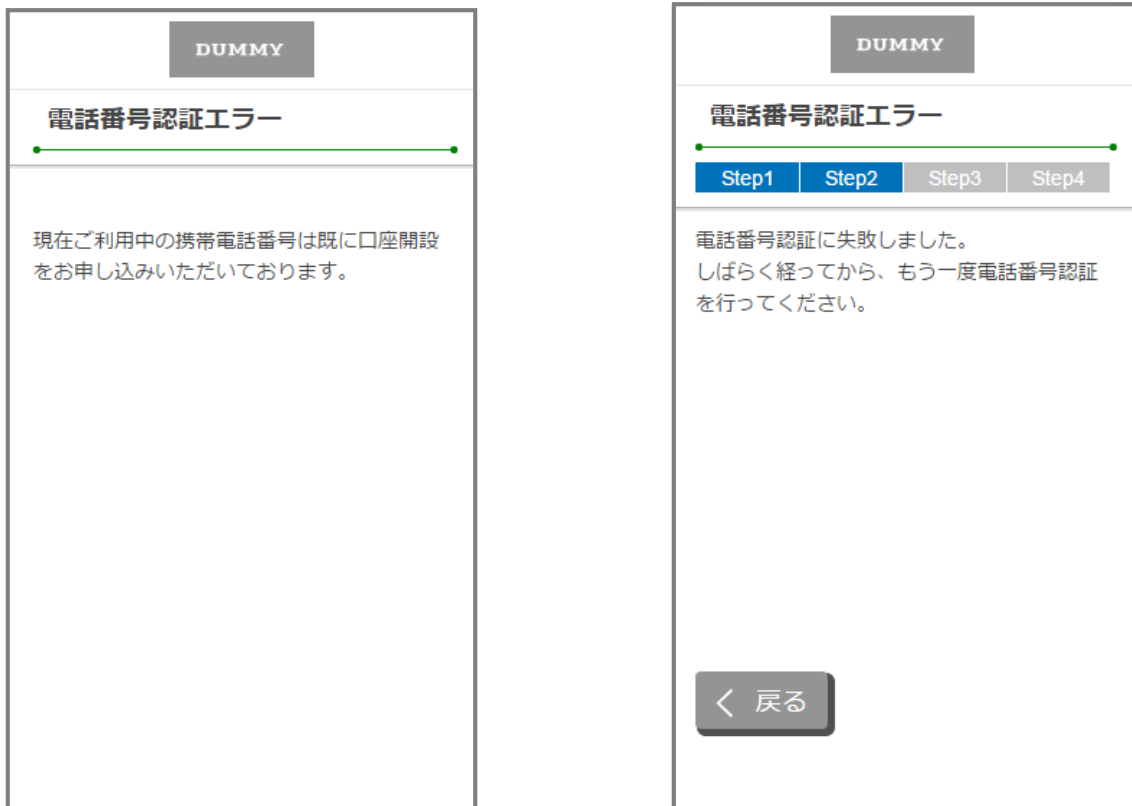 DUMMY
電話番号認証エラー
現在ご利用中の携帯電話番号は既に口座開設
をお申し込みいただいております。
DUMMY
電話番号認証エラー
Step1 Step2 Step3 Step4
電話番号認証に失敗しました。
しばらく経ってから、もう一度電話番号認証
を行ってください。
戻る